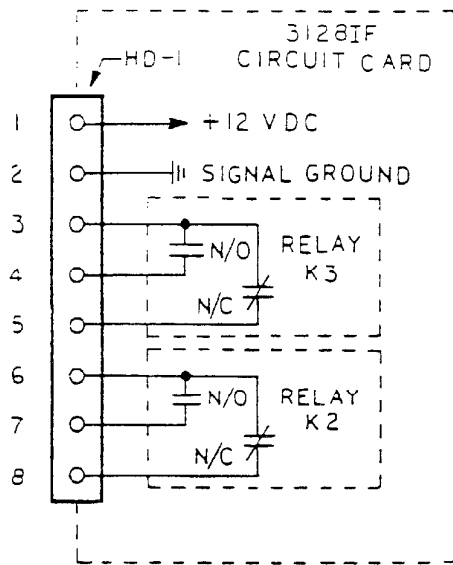 3128IF
HD-1 CIRCUIT CARD
1 +12 VDC
2 SIGNAL GROUND
3
N/O RELAY
4 K3
N/C
5
6
N/O RELAY
7 K2
N/C
8